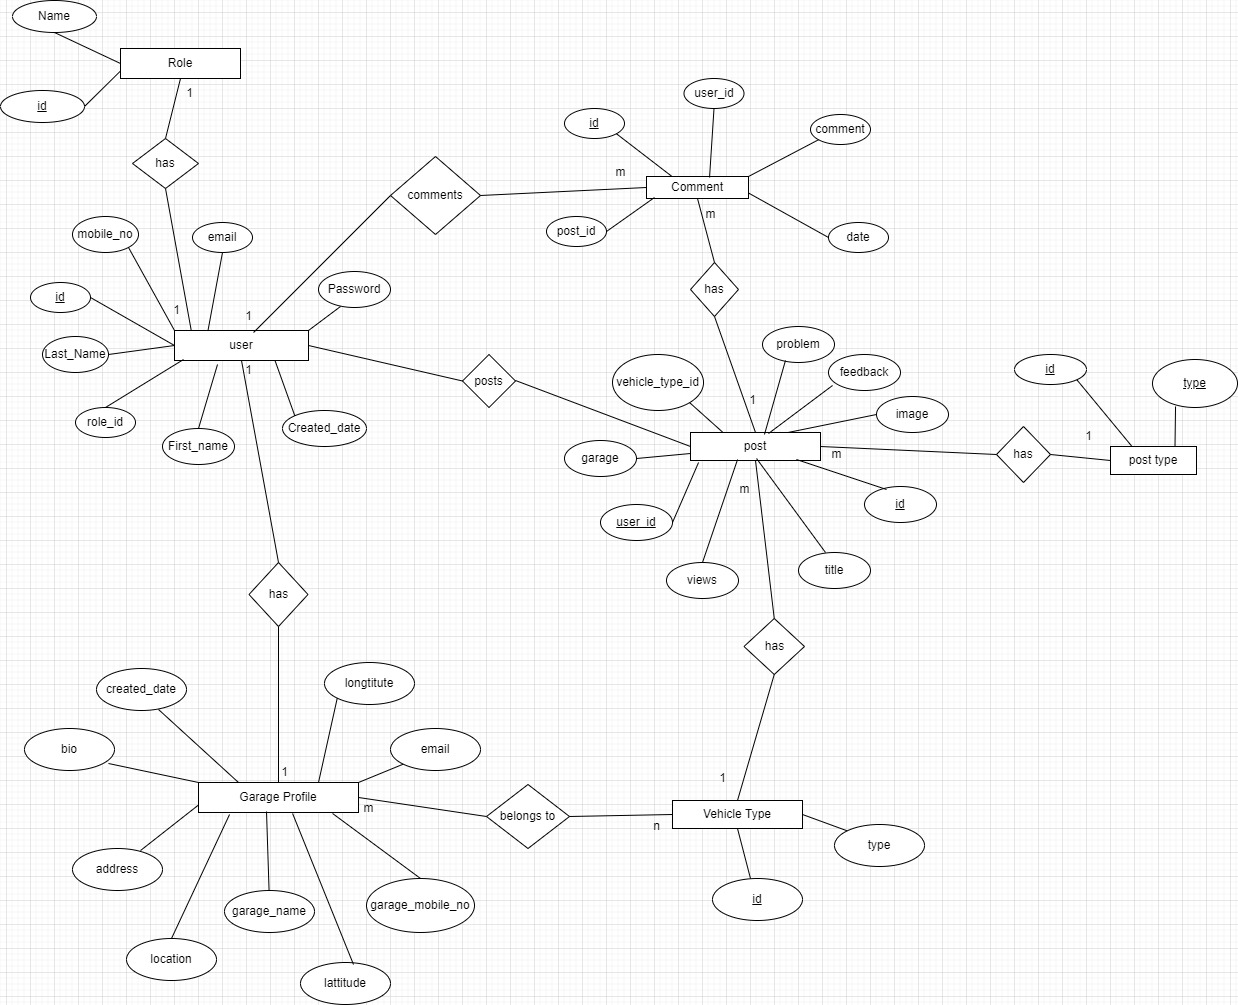 Name
Role
id
1
user_id
id
comment
has
m
Comment
comments
m
post_id
mobile_no
email
date
Password
has
id
1
1
user
problem
Last_Name
1
posts
vehicle_type_id
feedback
id
type
role_id
1
image
First_name
Created_date
post
1
garage
m
has
post type
m
id
user_id
title
views
has
has
created_date
longtitute
bio
email
1
1
Garage Profile
m
belongs to
n
Vehicle Type
type
address
id
garage_name
garage_mobile_no
location
lattitude